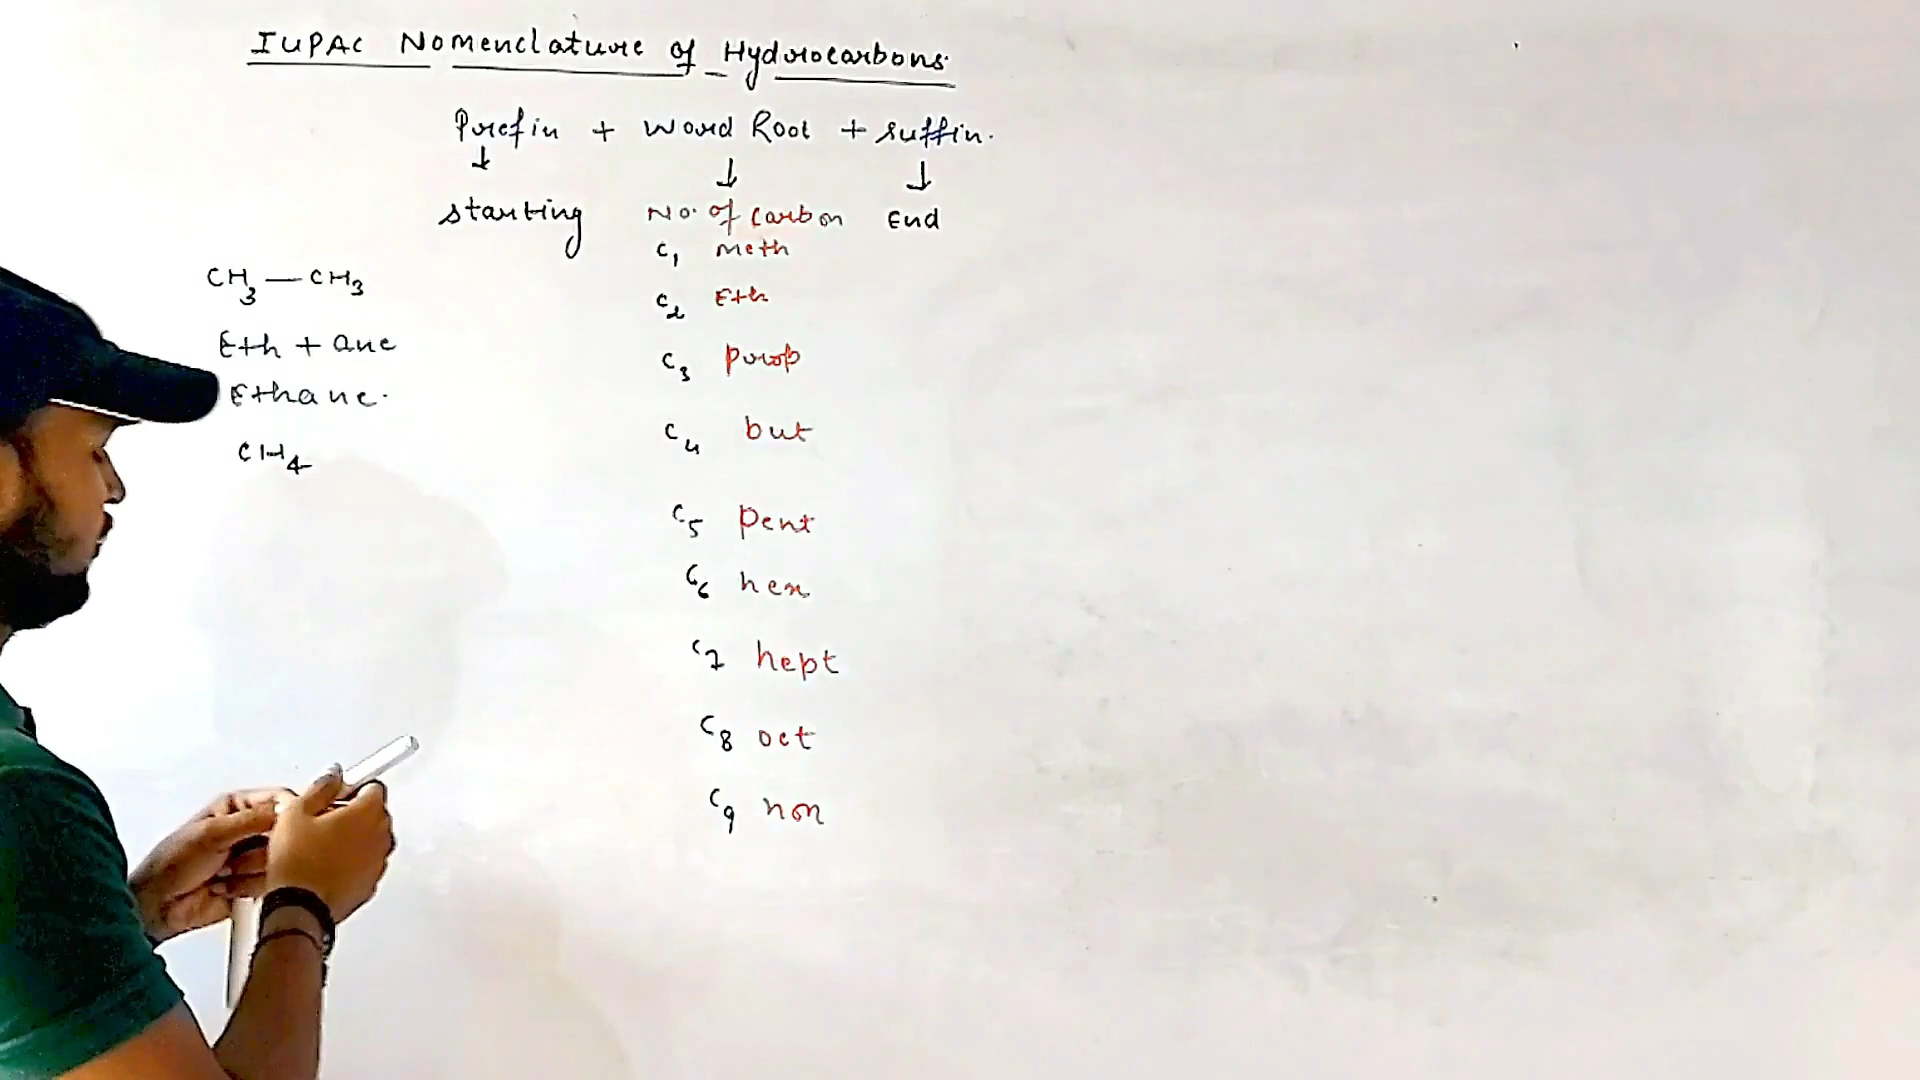 IUPAC Nomenclature of Hydrocarbons.
Prefix + Word Root + suffix.
↓ ↓ ↓
starting No. of carbon End
C1 meth
CH3 — CH3
C2 Eth
Eth + ane
C3 prop
Ethane.
C4 but
CH4
C5 pent
C6 hex
C7 hept
C8 oct
C9 non